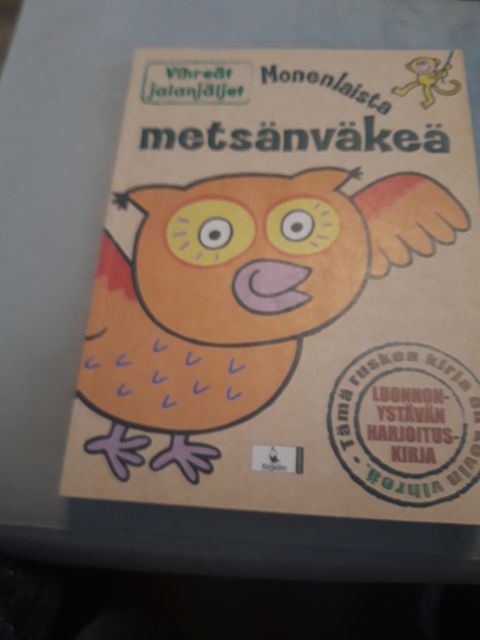 Vihreät
jalanjäljet
Monenlaista
metsänväkeä
Tämä ruskea kirja on kovin vihreä.
LUONNON-
YSTÄVÄN
HARJOITUS-
KIRJA